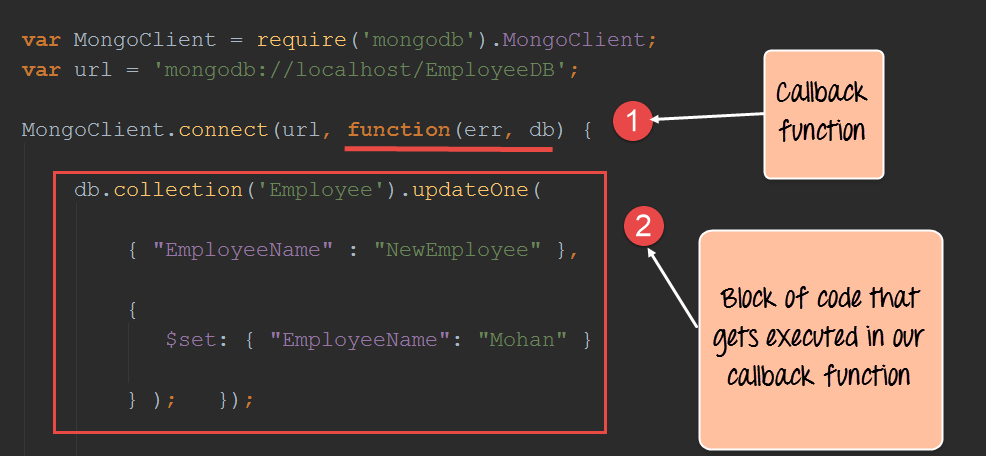 var MongoClient = require('mongodb').MongoClient;
var url = 'mongodb://localhost/EmployeeDB';
MongoClient.connect(url, function(err, db) {
1
Callback
function
db.collection('Employee').updateOne(
{ "EmployeeName" : "NewEmployee" },
2
{
$set: { "EmployeeName": "Mohan" }
} ); });
Block of code that
gets executed in our
callback function